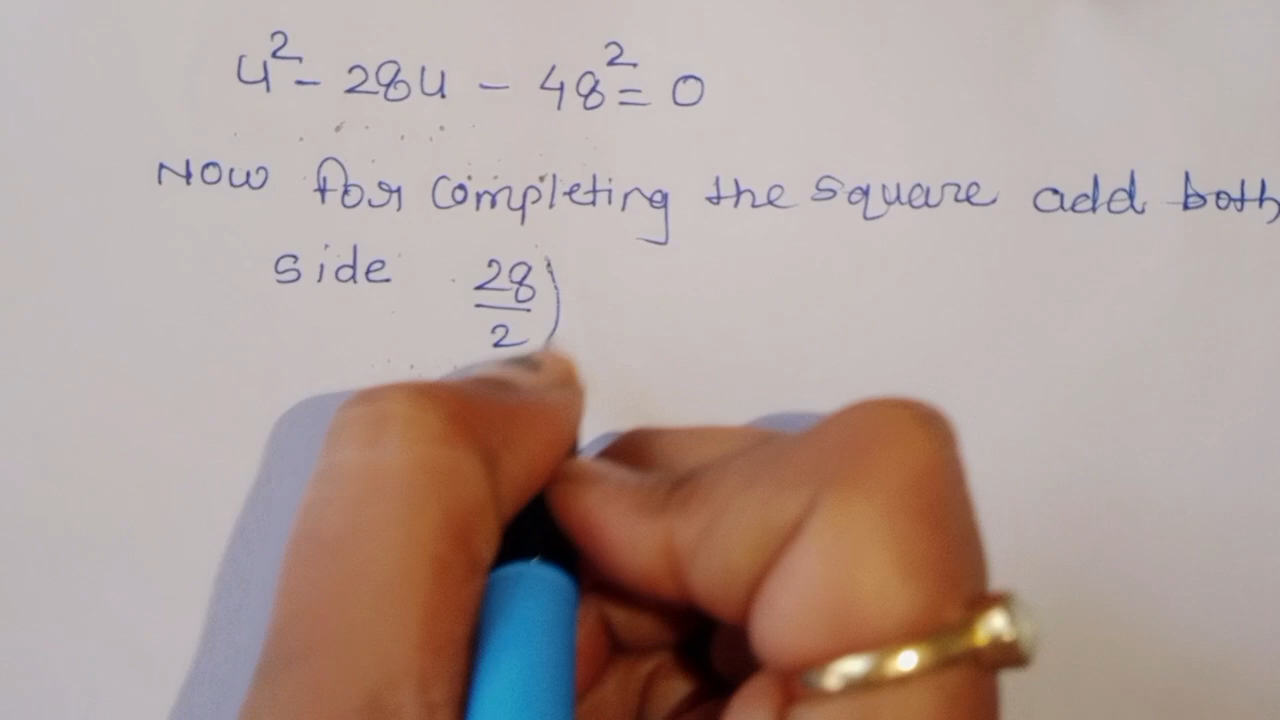 u² - 28u - 48² = 0
Now for completing the square add both
side 28/2)